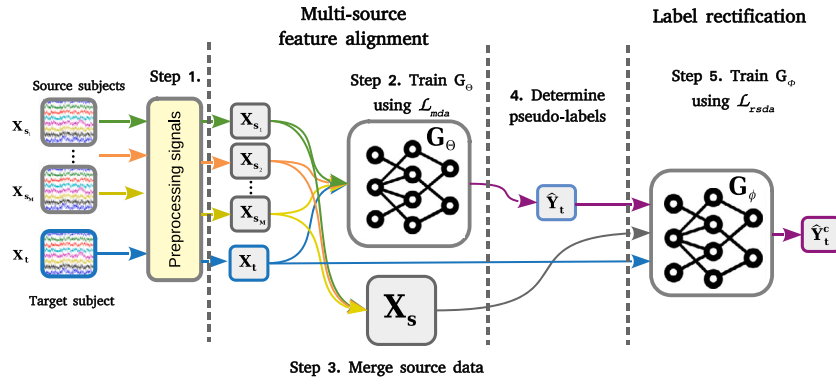 Multi-source
feature alignment
Label rectification
Step 1.
Source subjects
Step 2. Train G_Θ
using ℒ_mda
4. Determine
pseudo-labels
Step 5. Train G_Φ
using ℒ_rsda
X_s₁
⋮
X_s_M
X_t
Target subject
Preprocessing signals
X_s₁
X_s₂
⋮
X_s_M
X_t
G_Θ
X_s
Ŷ_t
G_ϕ
Ŷ_t^c
Step 3. Merge source data